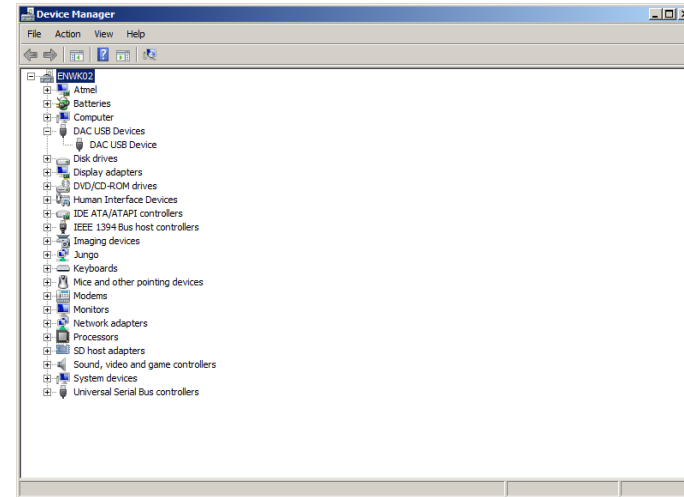 Device Manager
File Action View Help
ENWK02
Atmel
Batteries
Computer
DAC USB Devices
DAC USB Device
Disk drives
Display adapters
DVD/CD-ROM drives
Human Interface Devices
IDE ATA/ATAPI controllers
IEEE 1394 Bus host controllers
Imaging devices
Jungo
Keyboards
Mice and other pointing devices
Modems
Monitors
Network adapters
Processors
SD host adapters
Sound, video and game controllers
System devices
Universal Serial Bus controllers